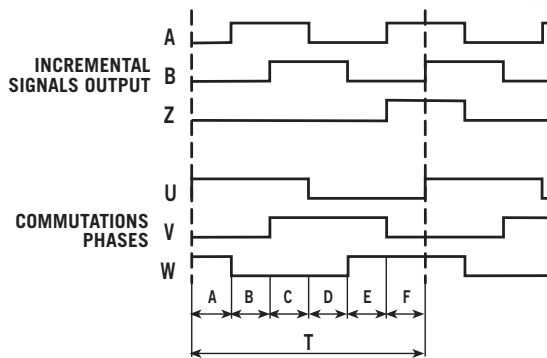 A
INCREMENTAL
SIGNALS OUTPUT
B
Z
U
COMMUTATIONS
PHASES
V
W
A B C D E F
T